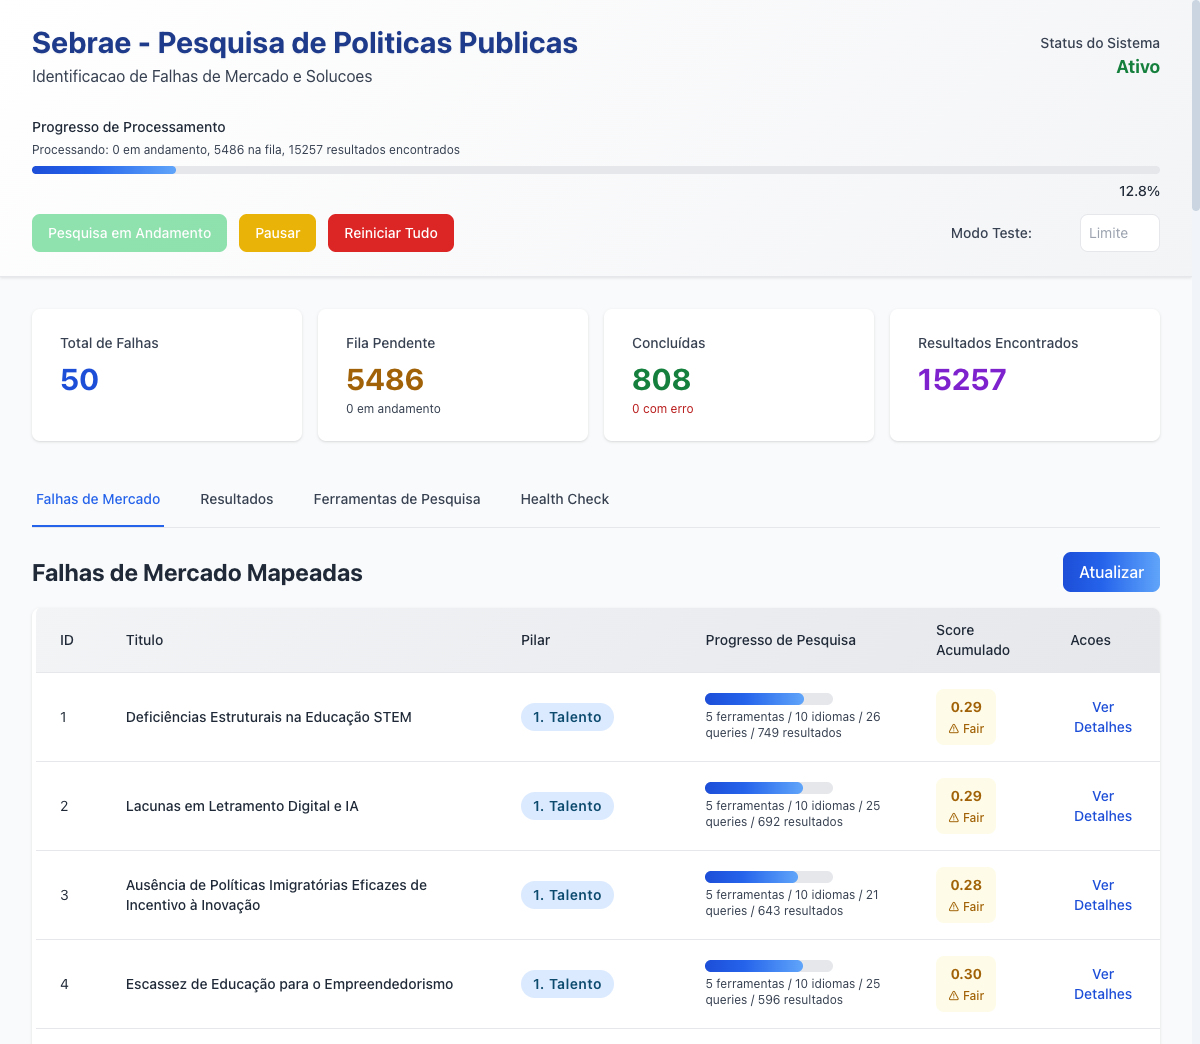 Sebrae - Pesquisa de Politicas Publicas
Identificacao de Falhas de Mercado e Solucoes
Status do Sistema
Ativo
Progresso de Processamento
Processando: 0 em andamento, 5486 na fila, 15257 resultados encontrados
12.8%
Pesquisa em Andamento
Pausar
Reiniciar Tudo
Modo Teste:
Limite
Total de Falhas
50
Fila Pendente
5486
0 em andamento
Concluídas
808
0 com erro
Resultados Encontrados
15257
Falhas de Mercado
Resultados
Ferramentas de Pesquisa
Health Check
Falhas de Mercado Mapeadas
Atualizar
ID
Titulo
Pilar
Progresso de Pesquisa
Score
Acumulado
Acoes
1
Deficiências Estruturais na Educação STEM
1. Talento
5 ferramentas / 10 idiomas / 26
queries / 749 resultados
0.29
⚠ Fair
Ver
Detalhes
2
Lacunas em Letramento Digital e IA
1. Talento
5 ferramentas / 10 idiomas / 25
queries / 692 resultados
0.29
⚠ Fair
Ver
Detalhes
3
Ausência de Políticas Imigratórias Eficazes de
Incentivo à Inovação
1. Talento
5 ferramentas / 10 idiomas / 21
queries / 643 resultados
0.28
⚠ Fair
Ver
Detalhes
4
Escassez de Educação para o Empreendedorismo
1. Talento
5 ferramentas / 10 idiomas / 25
queries / 596 resultados
0.30
⚠ Fair
Ver
Detalhes